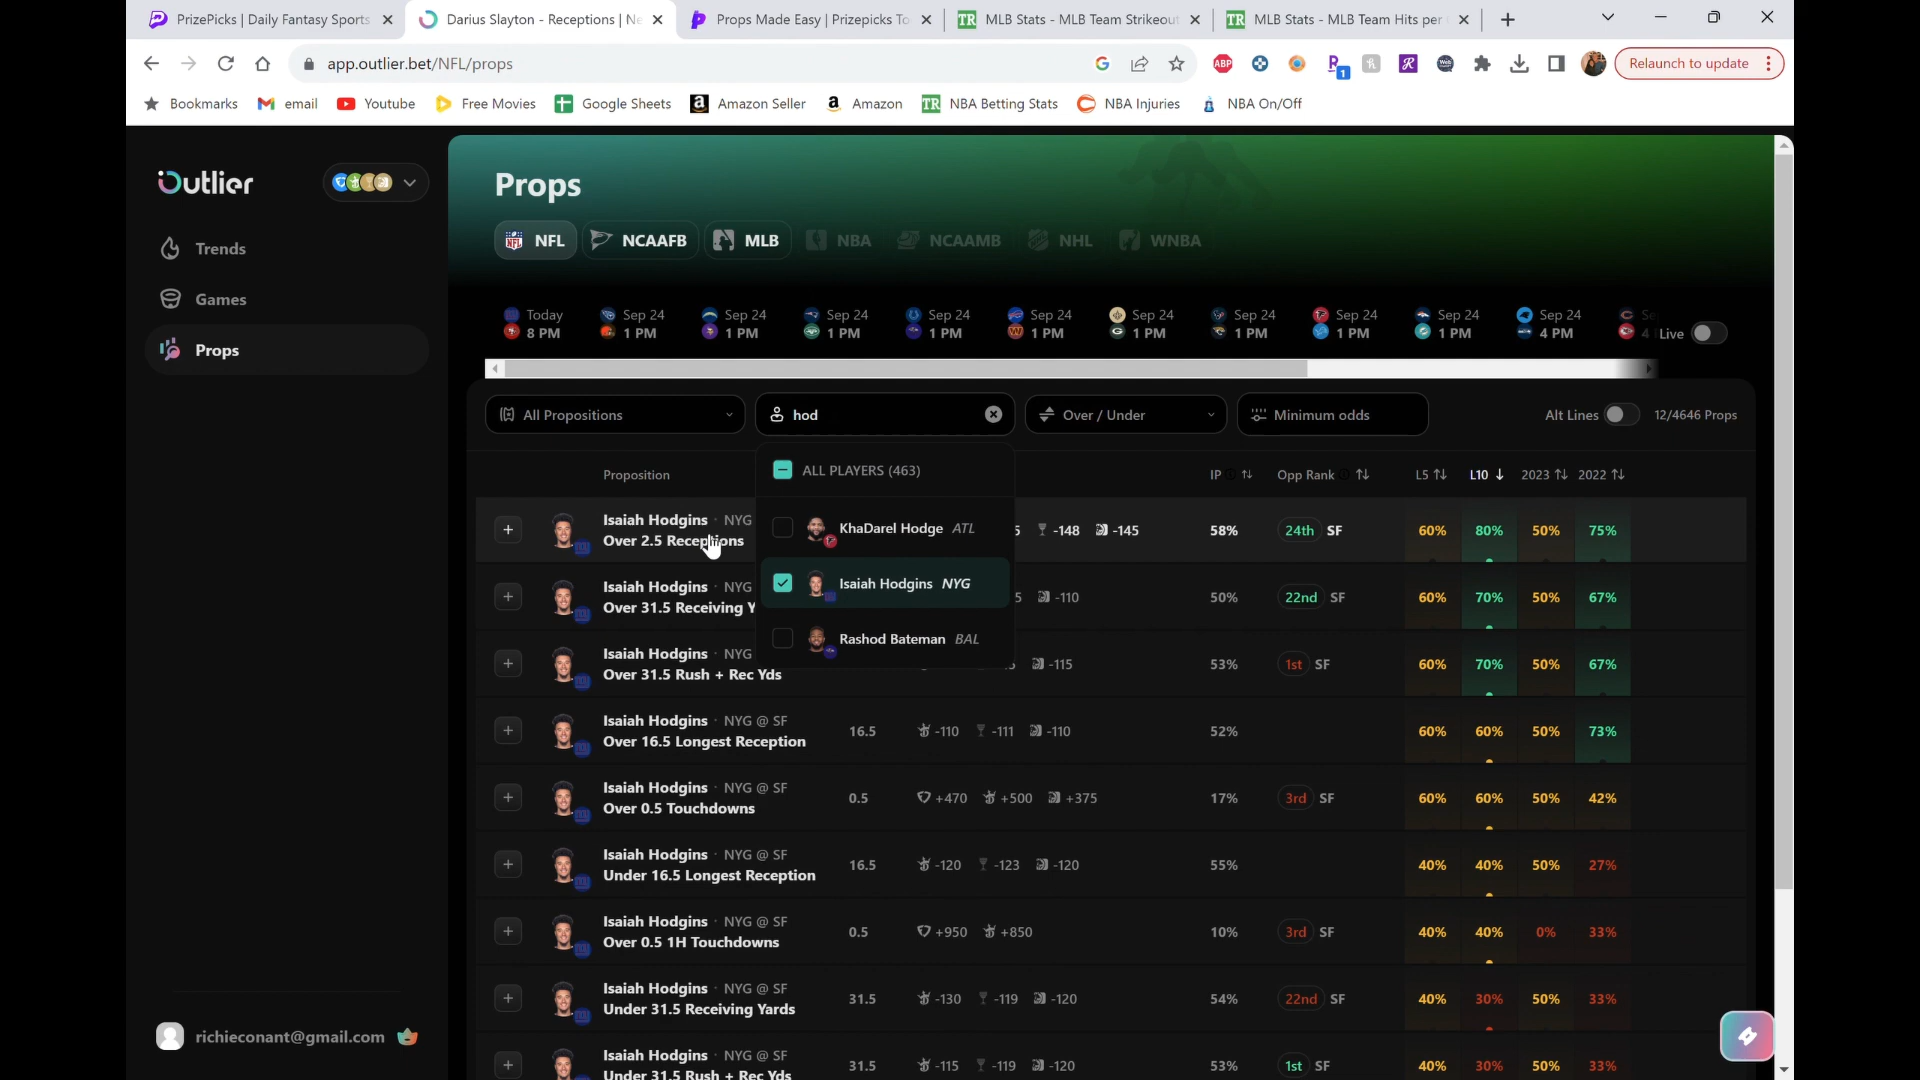 PrizePicks | Daily Fantasy Sports
Darius Slayton - Receptions | Ne
Props Made Easy | Prizepicks To
MLB Stats - MLB Team Strikeout
MLB Stats - MLB Team Hits per
app.outlier.bet/NFL/props
ABP
1
Relaunch to update
Bookmarks
email
Youtube
Free Movies
Google Sheets
Amazon Seller
Amazon
NBA Betting Stats
NBA Injuries
NBA On/Off
Outlier
Props
Trends
Games
Props
NFL
NCAAFB
MLB
NBA
NCAAMB
NHL
WNBA
Today
8 PM
Sep 24
1 PM
Sep 24
1 PM
Sep 24
1 PM
Sep 24
1 PM
Sep 24
1 PM
Sep 24
1 PM
Sep 24
1 PM
Sep 24
1 PM
Sep 24
1 PM
Sep 24
4 PM
Se
4
Live
All Propositions
hod
Over / Under
Minimum odds
Alt Lines
12/4646 Props
ALL PLAYERS (463)
KhaDarel Hodge ATL
Isaiah Hodgins NYG
Rashod Bateman BAL
Proposition
IP
Opp Rank
L5
L10
2023
2022
Isaiah Hodgins · NYG
Over 2.5 Receptions
5 -148 -145 58% 24th SF 60% 80% 50% 75%
Isaiah Hodgins · NYG
Over 31.5 Receiving Y
5 -110 50% 22nd SF 60% 70% 50% 67%
Isaiah Hodgins · NYG
Over 31.5 Rush + Rec Yds
-115 53% 1st SF 60% 70% 50% 67%
Isaiah Hodgins · NYG @ SF
Over 16.5 Longest Reception
16.5 -110 -111 -110 52% 60% 60% 50% 73%
Isaiah Hodgins · NYG @ SF
Over 0.5 Touchdowns
0.5 +470 +500 +375 17% 3rd SF 60% 60% 50% 42%
Isaiah Hodgins · NYG @ SF
Under 16.5 Longest Reception
16.5 -120 -123 -120 55% 40% 40% 50% 27%
Isaiah Hodgins · NYG @ SF
Over 0.5 1H Touchdowns
0.5 +950 +850 10% 3rd SF 40% 40% 0% 33%
Isaiah Hodgins · NYG @ SF
Under 31.5 Receiving Yards
31.5 -130 -119 -120 54% 22nd SF 40% 30% 50% 33%
Isaiah Hodgins · NYG @ SF
Under 31.5 Rush + Rec Yds
31.5 -115 -119 -120 53% 1st SF 40% 30% 50% 33%
richieconant@gmail.com